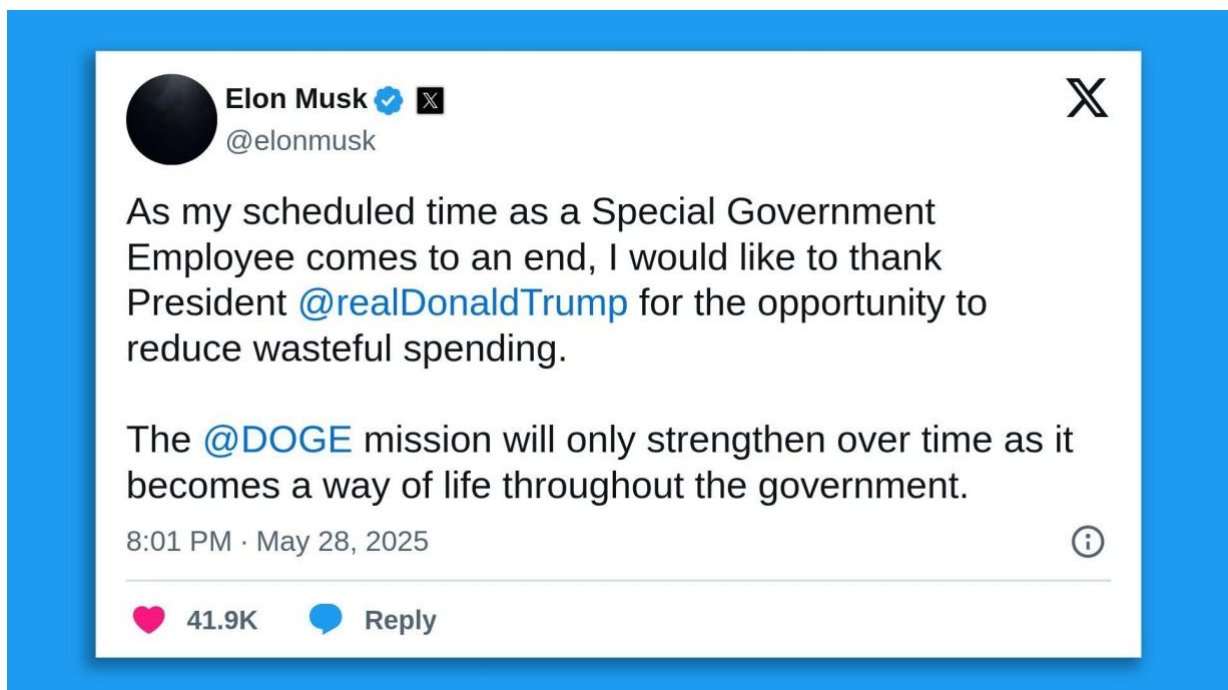 Elon Musk
@elonmusk
As my scheduled time as a Special Government
Employee comes to an end, I would like to thank
President @realDonaldTrump for the opportunity to
reduce wasteful spending.
The @DOGE mission will only strengthen over time as it
becomes a way of life throughout the government.
8:01 PM · May 28, 2025
41.9K Reply